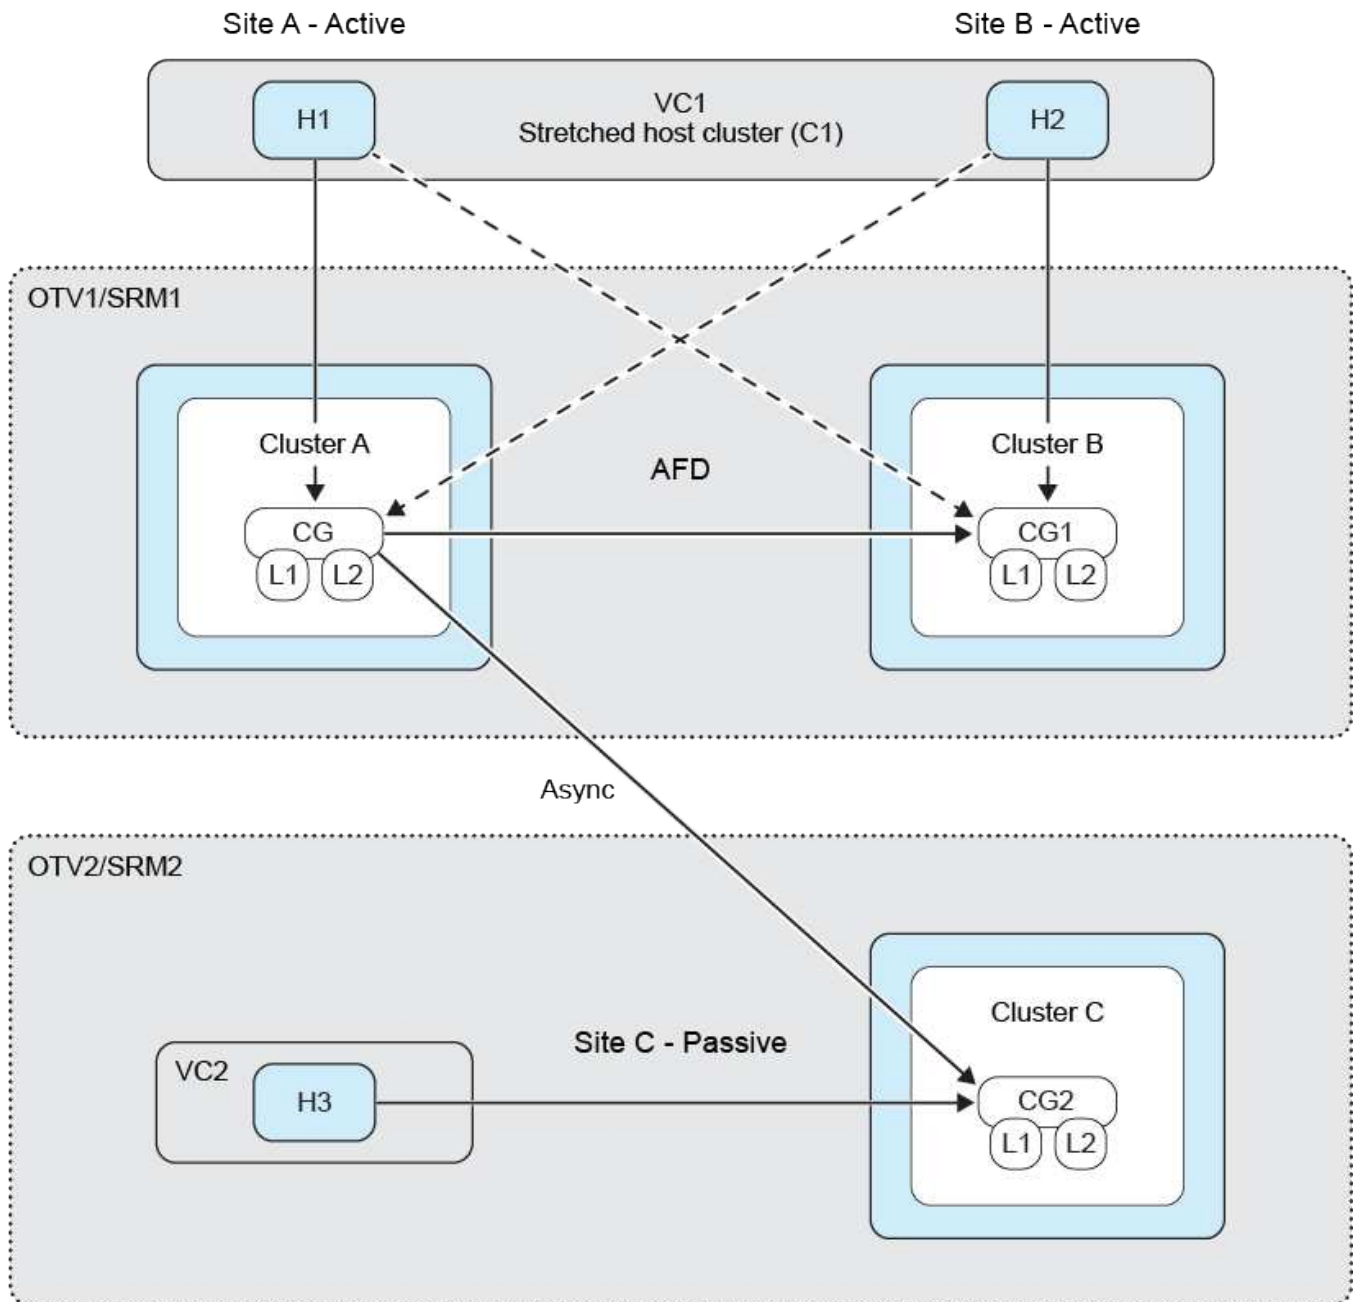 Site A - Active
Site B - Active
H1
VC1
Stretched host cluster (C1)
H2
OTV1/SRM1
Cluster A
AFD
Cluster B
CG
L1
L2
CG1
L1
L2
Async
OTV2/SRM2
Cluster C
Site C - Passive
VC2
H3
CG2
L1
L2